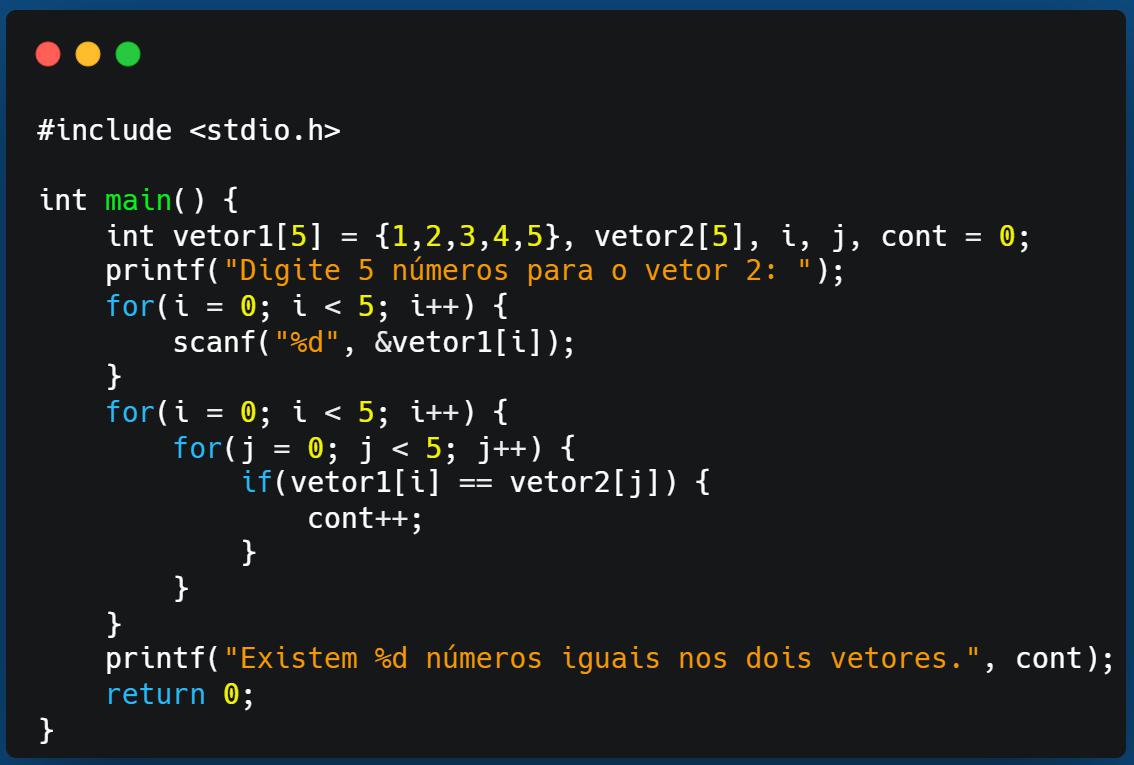 #include <stdio.h>

int main() {
    int vetor1[5] = {1,2,3,4,5}, vetor2[5], i, j, cont = 0;
    printf("Digite 5 números para o vetor 2: ");
    for(i = 0; i < 5; i++) {
        scanf("%d", &vetor1[i]);
    }
    for(i = 0; i < 5; i++) {
        for(j = 0; j < 5; j++) {
            if(vetor1[i] == vetor2[j]) {
                cont++;
            }
        }
    }
    printf("Existem %d números iguais nos dois vetores.", cont);
    return 0;
}